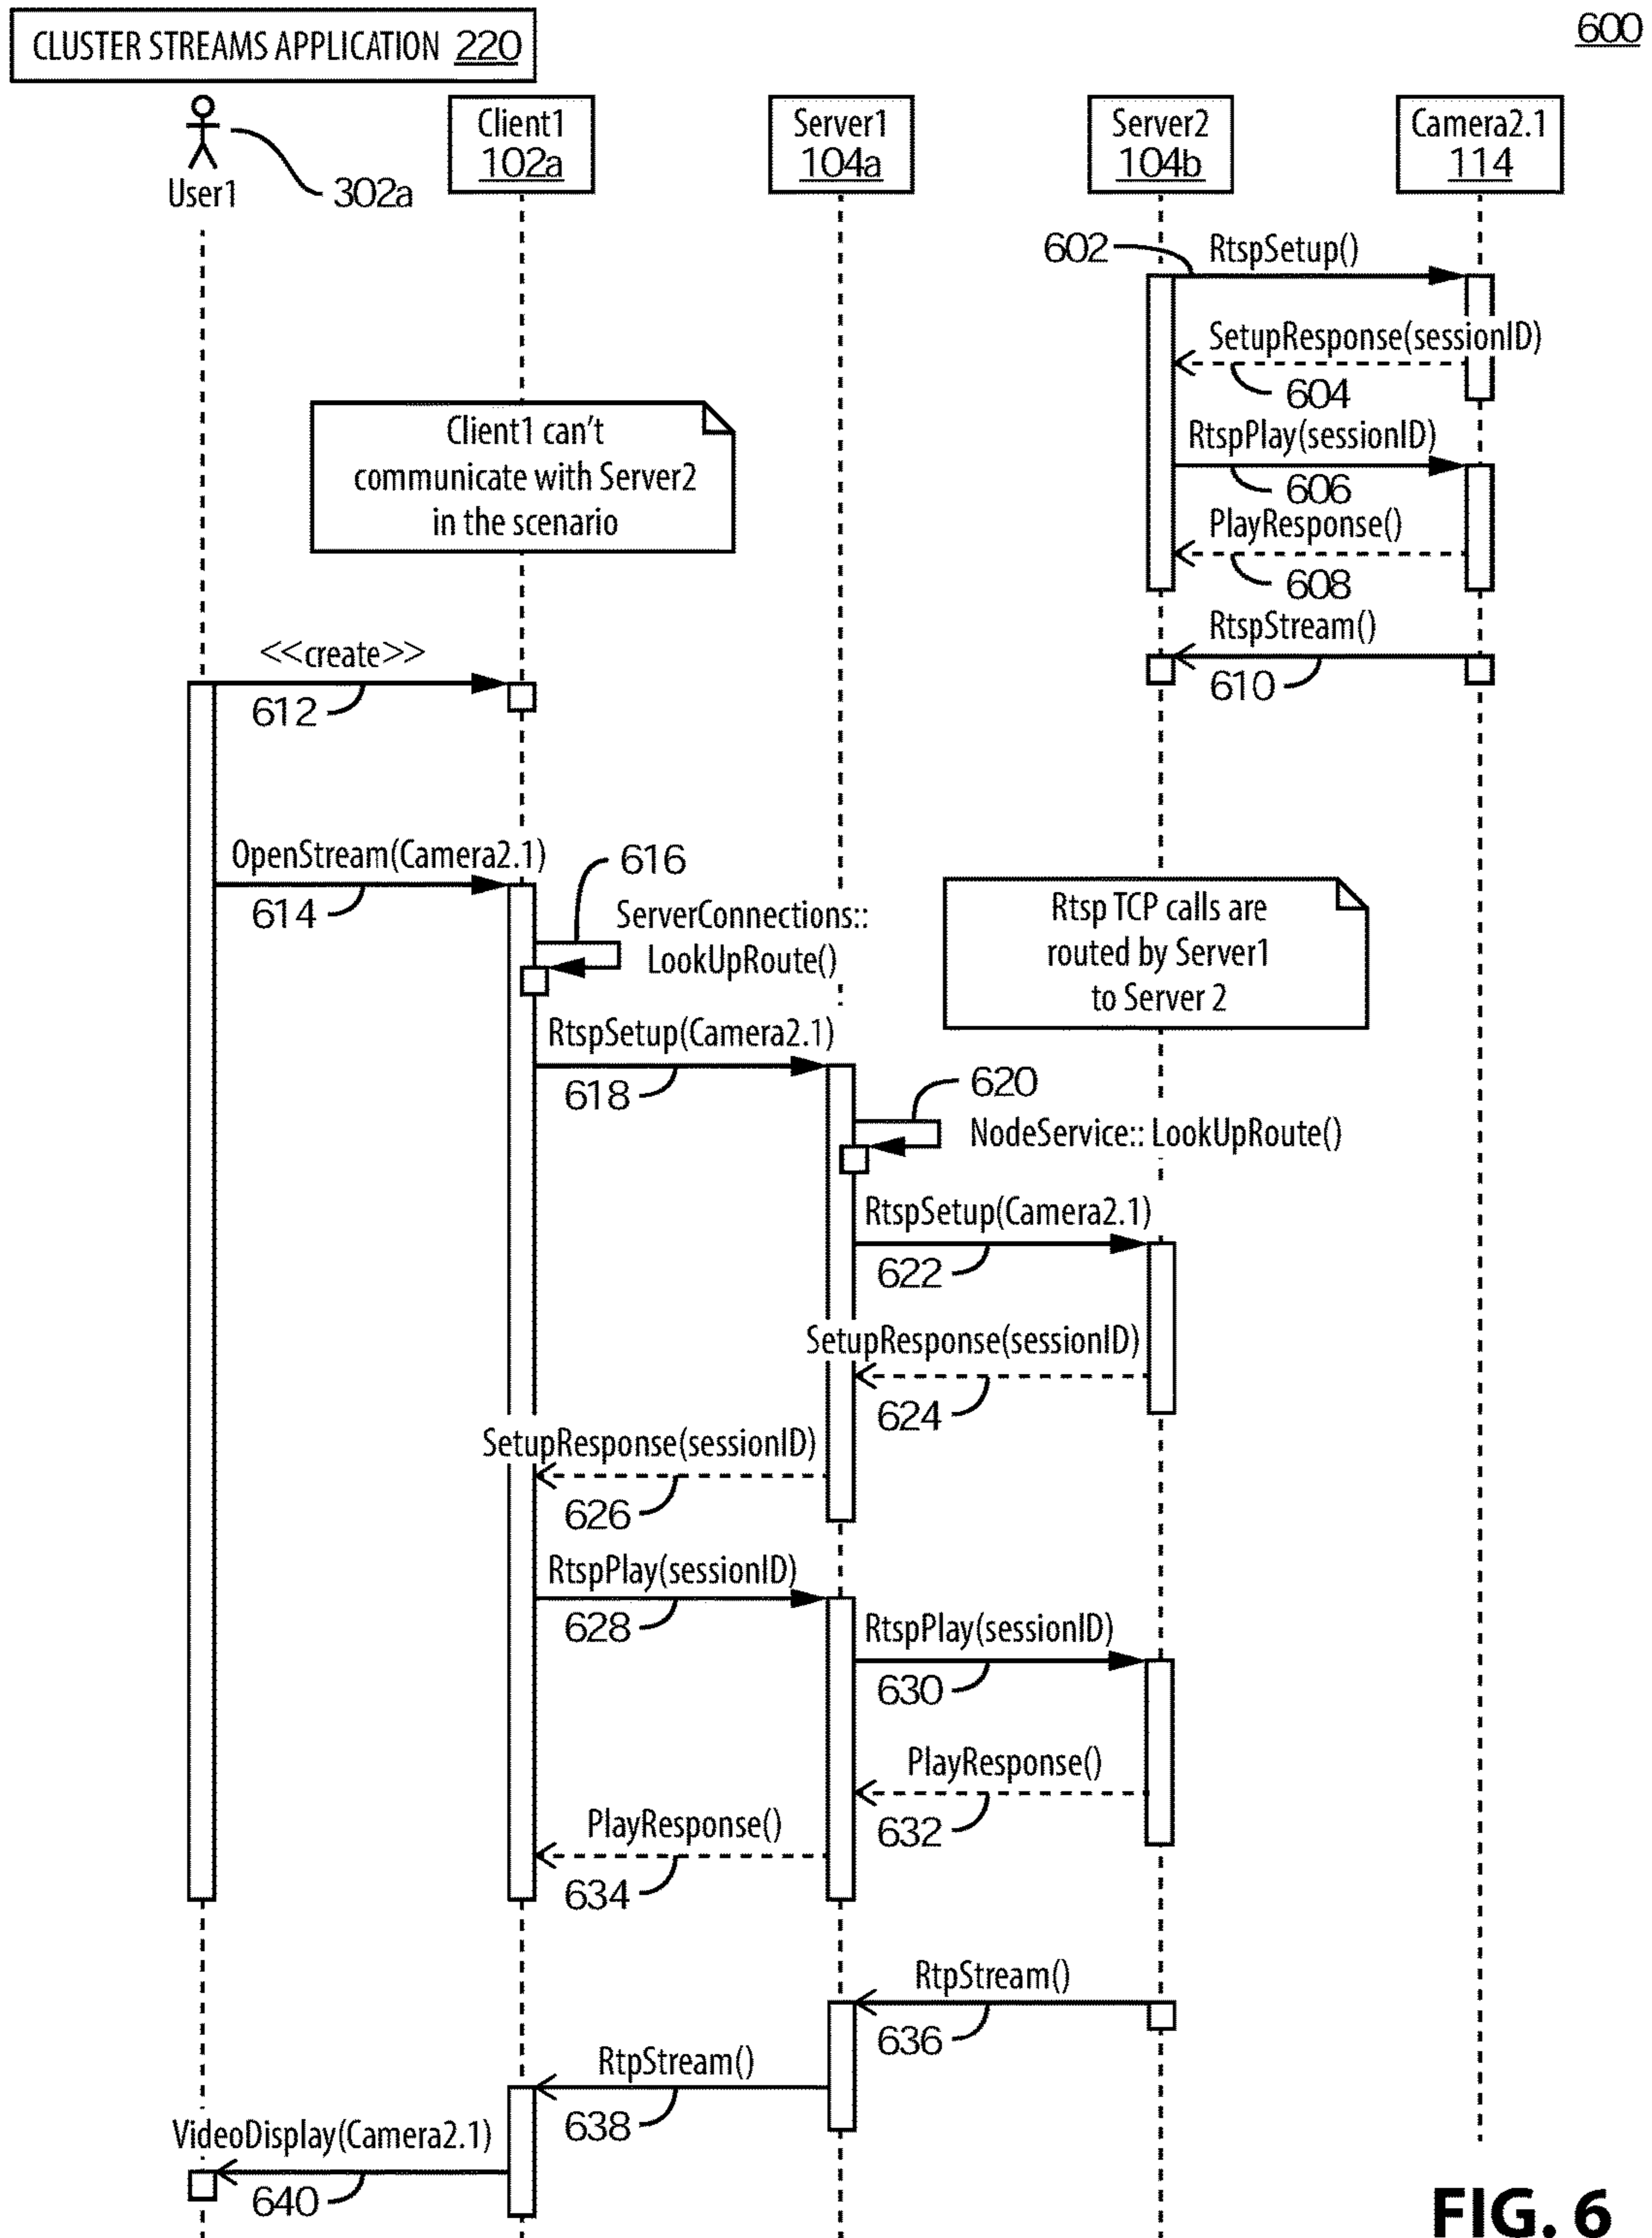 CLUSTER STREAMS APPLICATION 220
600
User1
302a
Client1
102a
Server1
104a
Server2
104b
Camera2.1
114
602
RtspSetup()
SetupResponse(sessionID)
604
Client1 can't
communicate with Server2
in the scenario
RtspPlay(sessionID)
606
PlayResponse()
608
RtspStream()
610
<<create>>
612
OpenStream(Camera2.1)
614
616
ServerConnections::
LookUpRoute()
Rtsp TCP calls are
routed by Server1
to Server 2
RtspSetup(Camera2.1)
618
620
NodeService:: LookUpRoute()
RtspSetup(Camera2.1)
622
SetupResponse(sessionID)
624
SetupResponse(sessionID)
626
RtspPlay(sessionID)
628
RtspPlay(sessionID)
630
PlayResponse()
632
PlayResponse()
634
RtpStream()
636
RtpStream()
638
VideoDisplay(Camera2.1)
640
FIG. 6